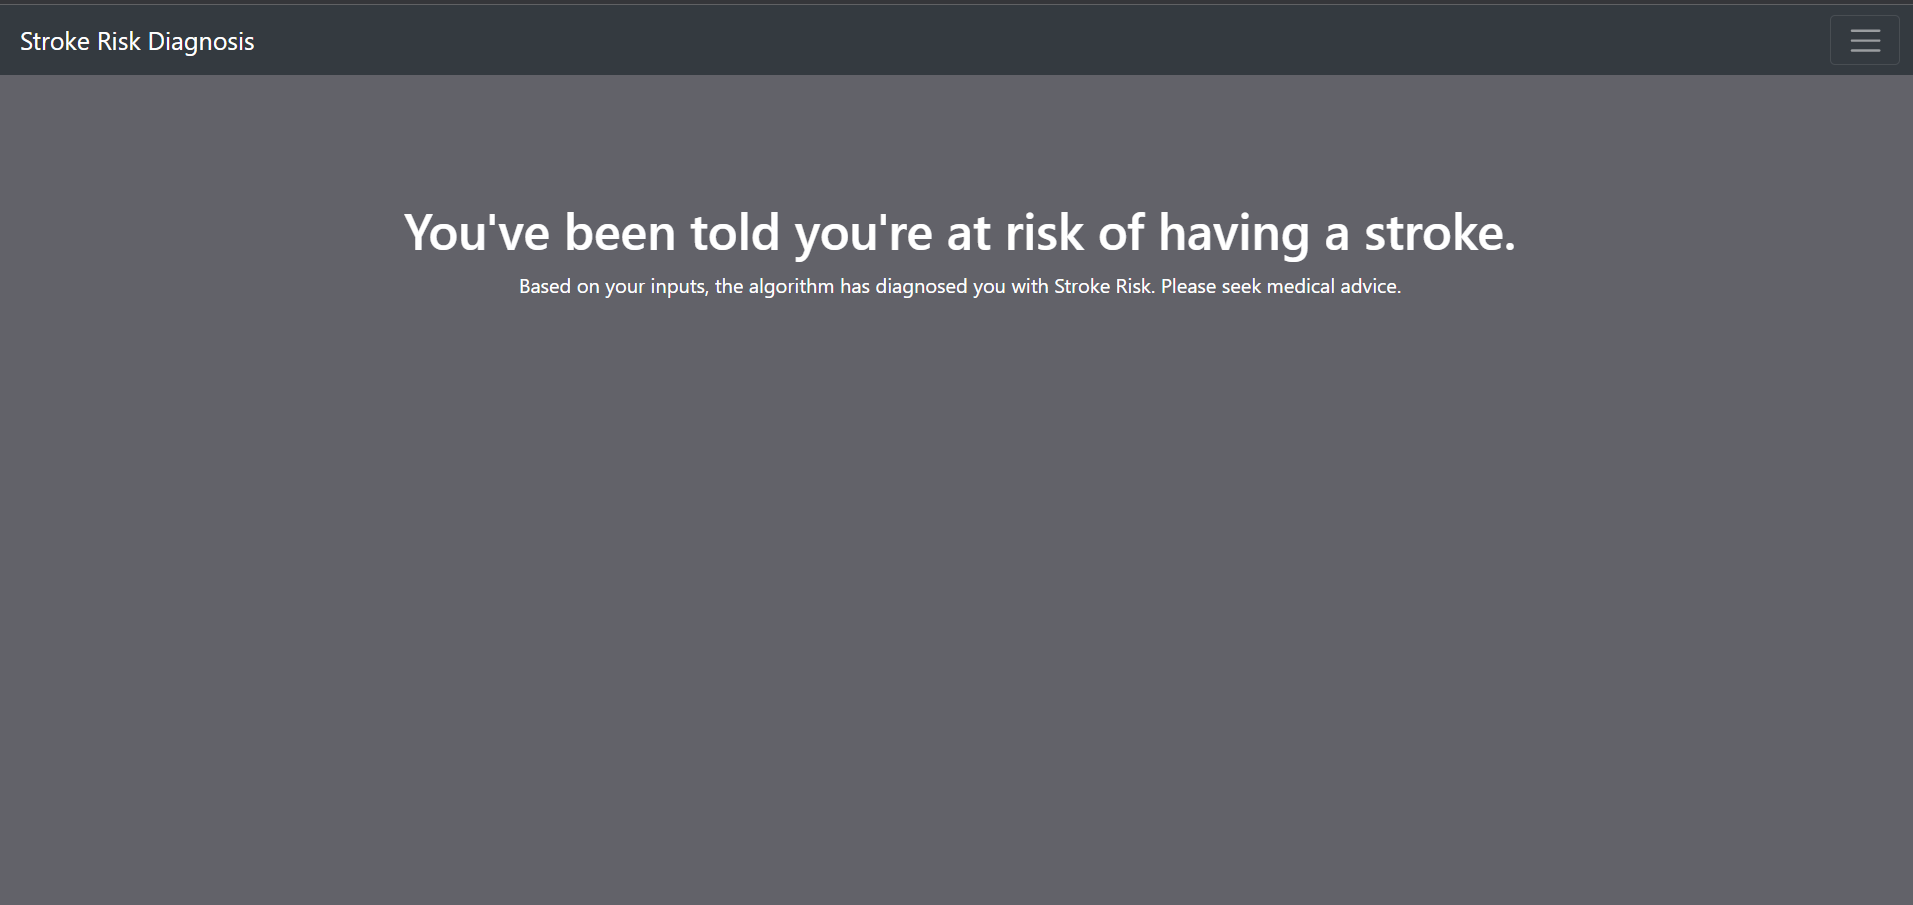 Stroke Risk Diagnosis
You've been told you're at risk of having a stroke.
Based on your inputs, the algorithm has diagnosed you with Stroke Risk. Please seek medical advice.